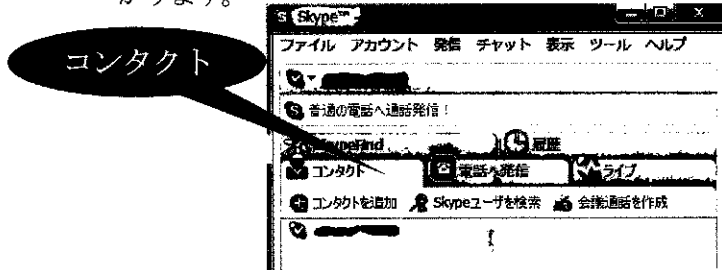 かります。
Skype™
ファイル アカウント 発信 チャット 表示 ツール ヘルプ
コンタクト
普通の電話へ通話発信!
SkypeFind 履歴
コンタクト 電話へ発信 ライブ
コンタクトを追加 Skypeユーザを検索 会議通話を作成